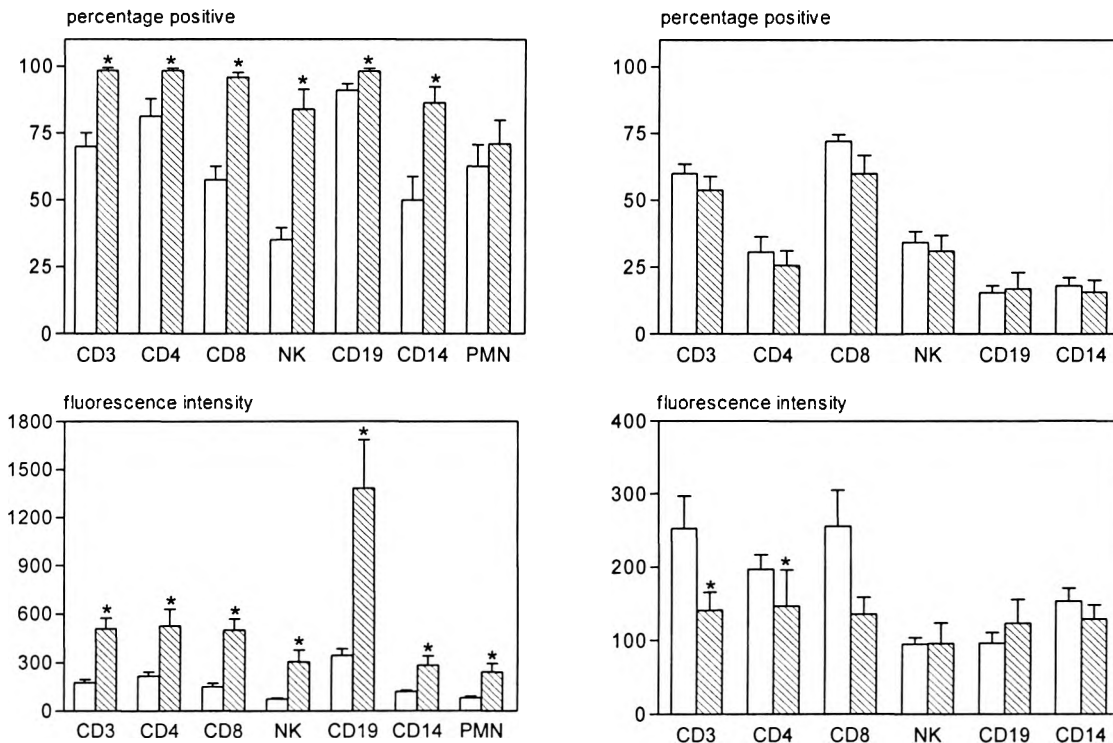 percentage positive
100
75
50
25
0
* * * * * *
CD3 CD4 CD8 NK CD19 CD14 PMN
percentage positive
100
75
50
25
0
CD3 CD4 CD8 NK CD19 CD14
fluorescence intensity
1800
1500
1200
900
600
300
0
* * * * * * *
CD3 CD4 CD8 NK CD19 CD14 PMN
fluorescence intensity
400
300
200
100
0
* *
CD3 CD4 CD8 NK CD19 CD14